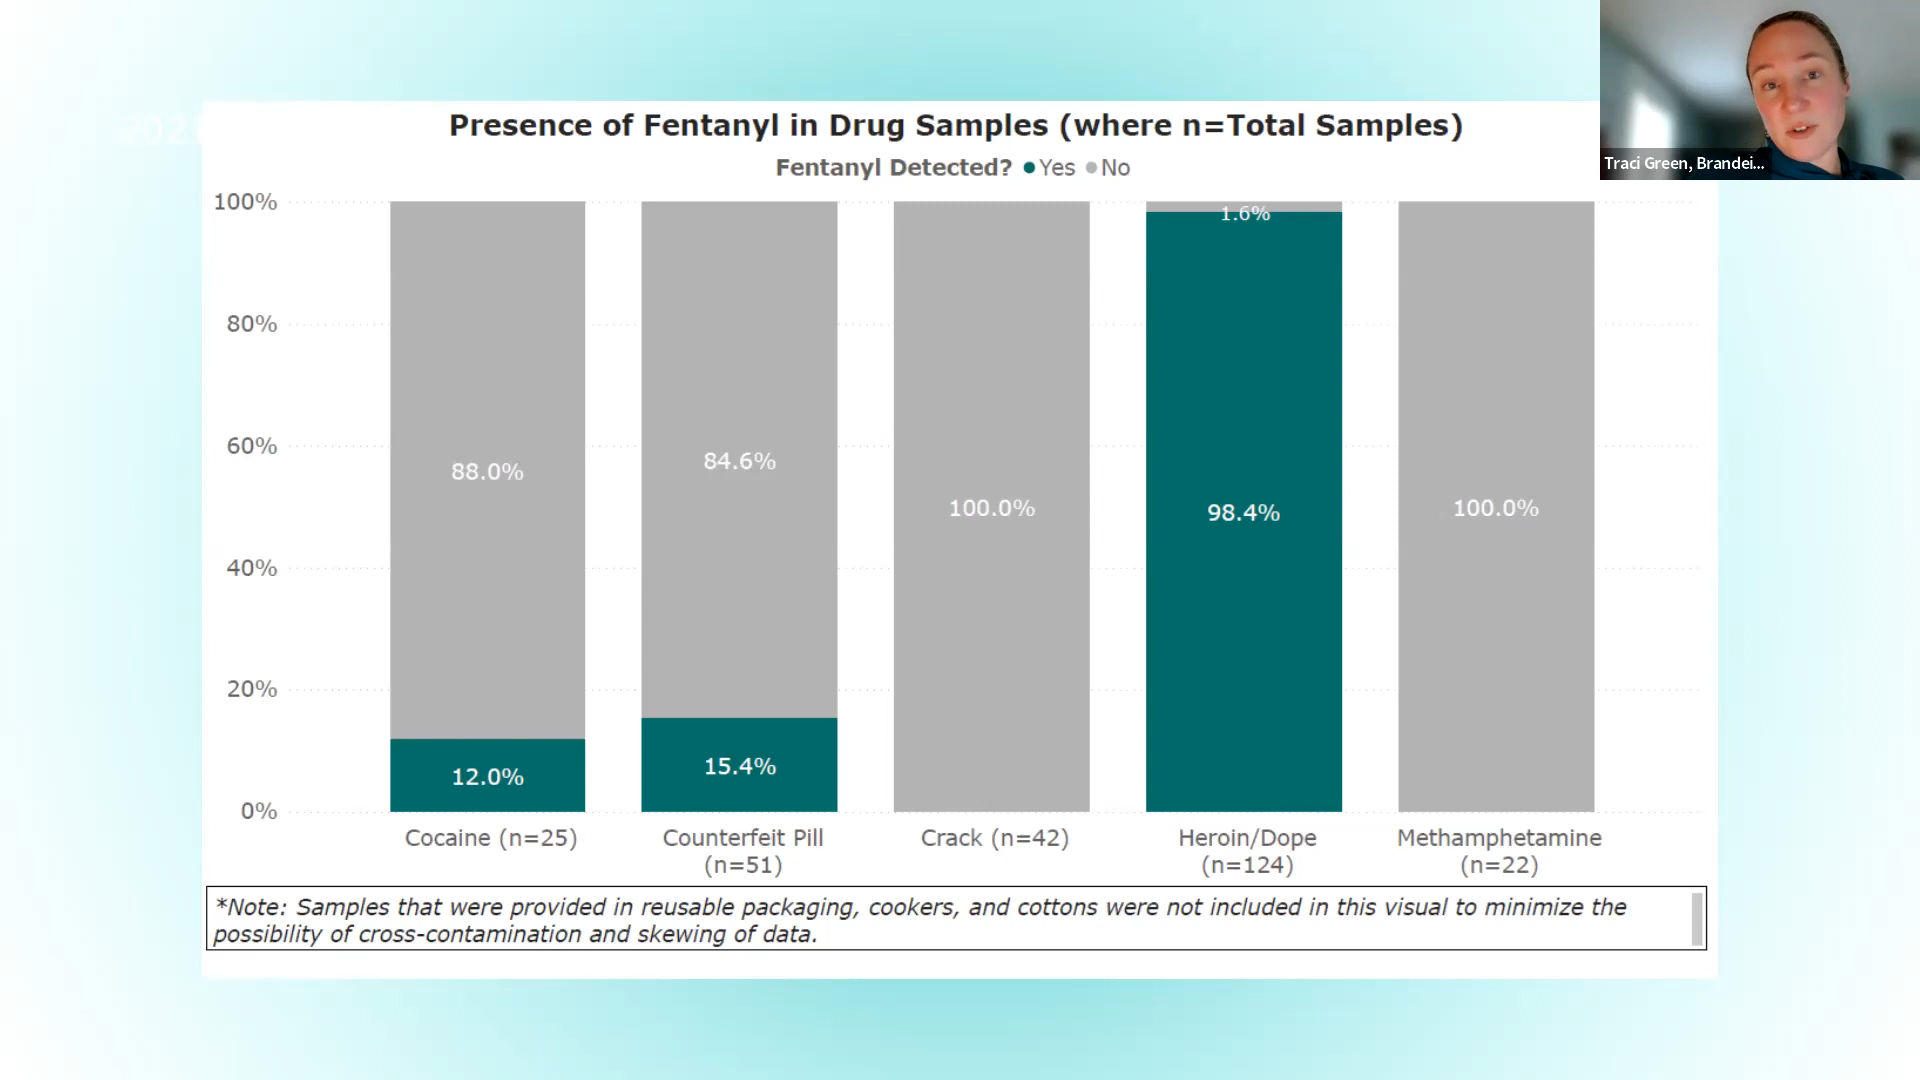 Presence of Fentanyl in Drug Samples (where n=Total Samples)
Fentanyl Detected? Yes No
Traci Green, Brandei...
100%
80%
60%
40%
20%
0%
88.0%
12.0%
84.6%
15.4%
100.0%
1.6%
98.4%
100.0%
Cocaine (n=25)
Counterfeit Pill
(n=51)
Crack (n=42)
Heroin/Dope
(n=124)
Methamphetamine
(n=22)
*Note: Samples that were provided in reusable packaging, cookers, and cottons were not included in this visual to minimize the
possibility of cross-contamination and skewing of data.